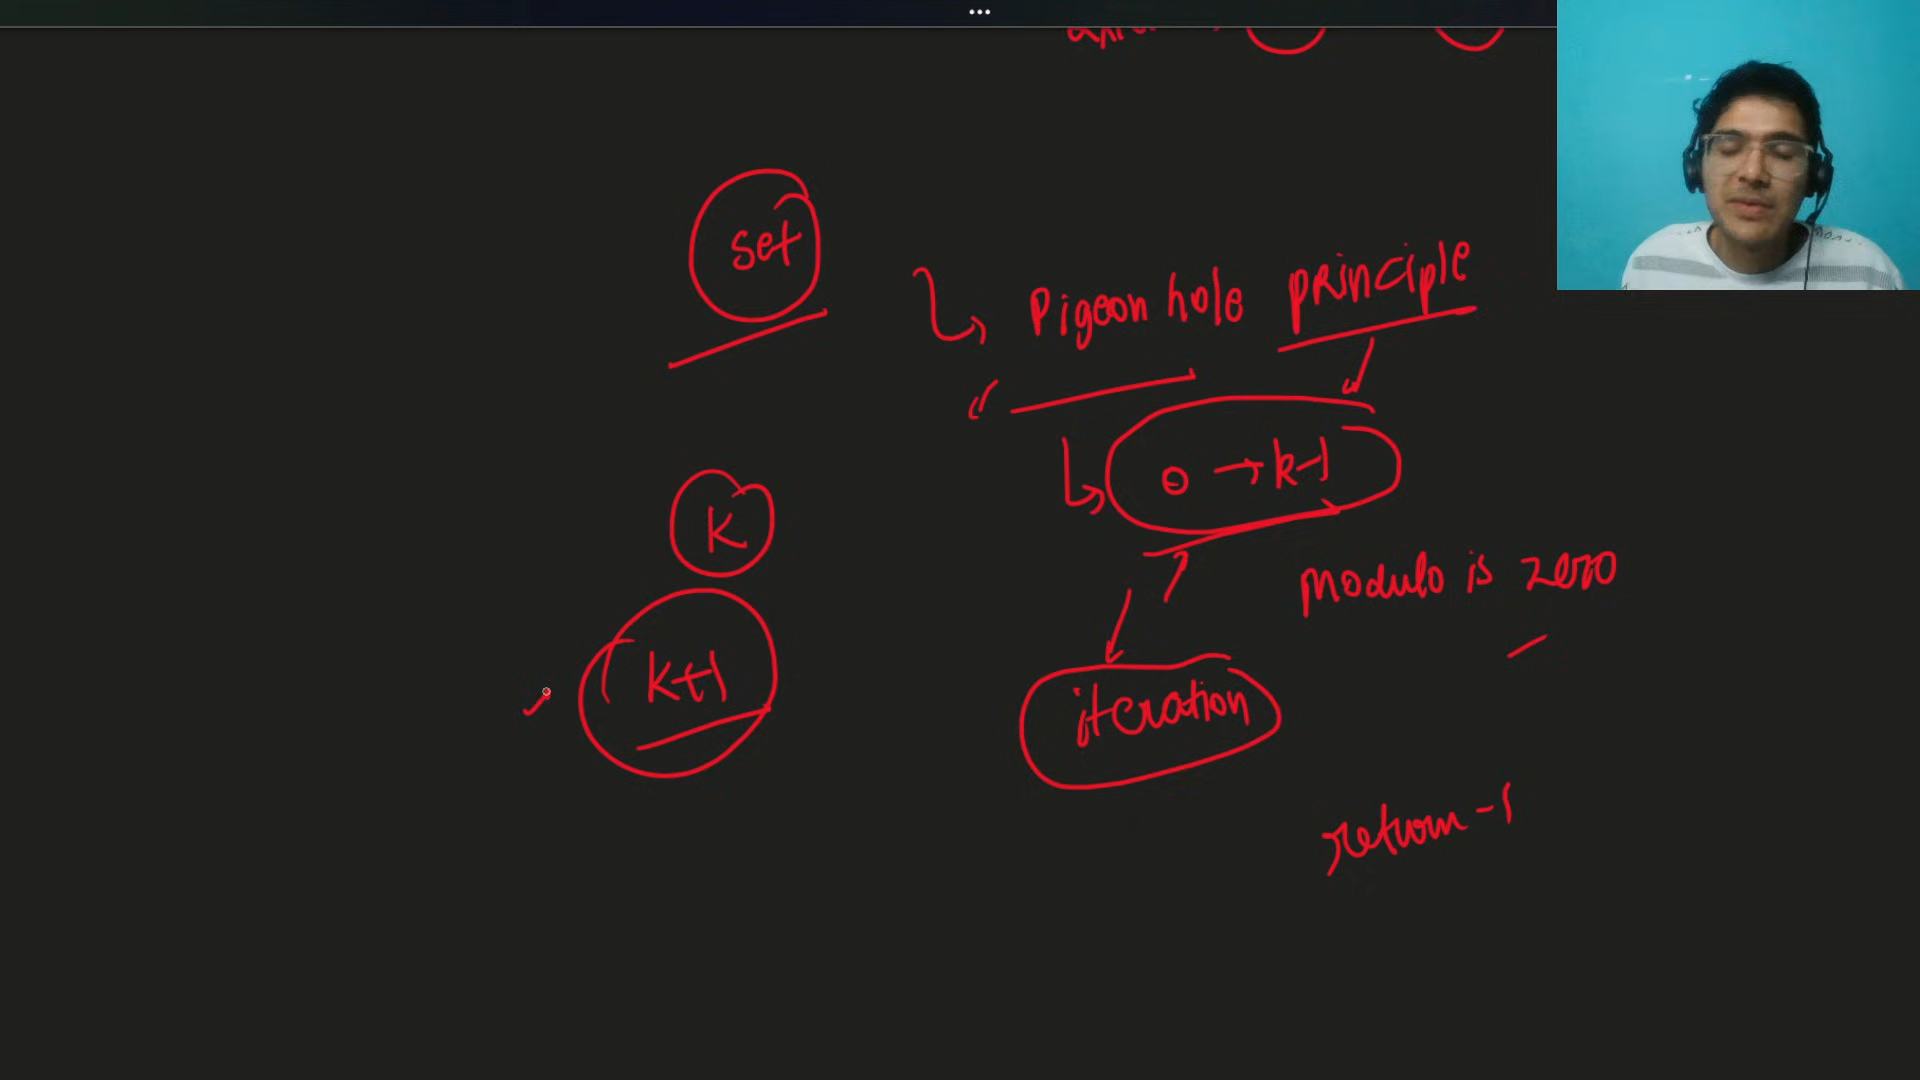 set
Pigeon hole principle
0 → k-1
K
modulo is zero
k+1
iteration
return -1